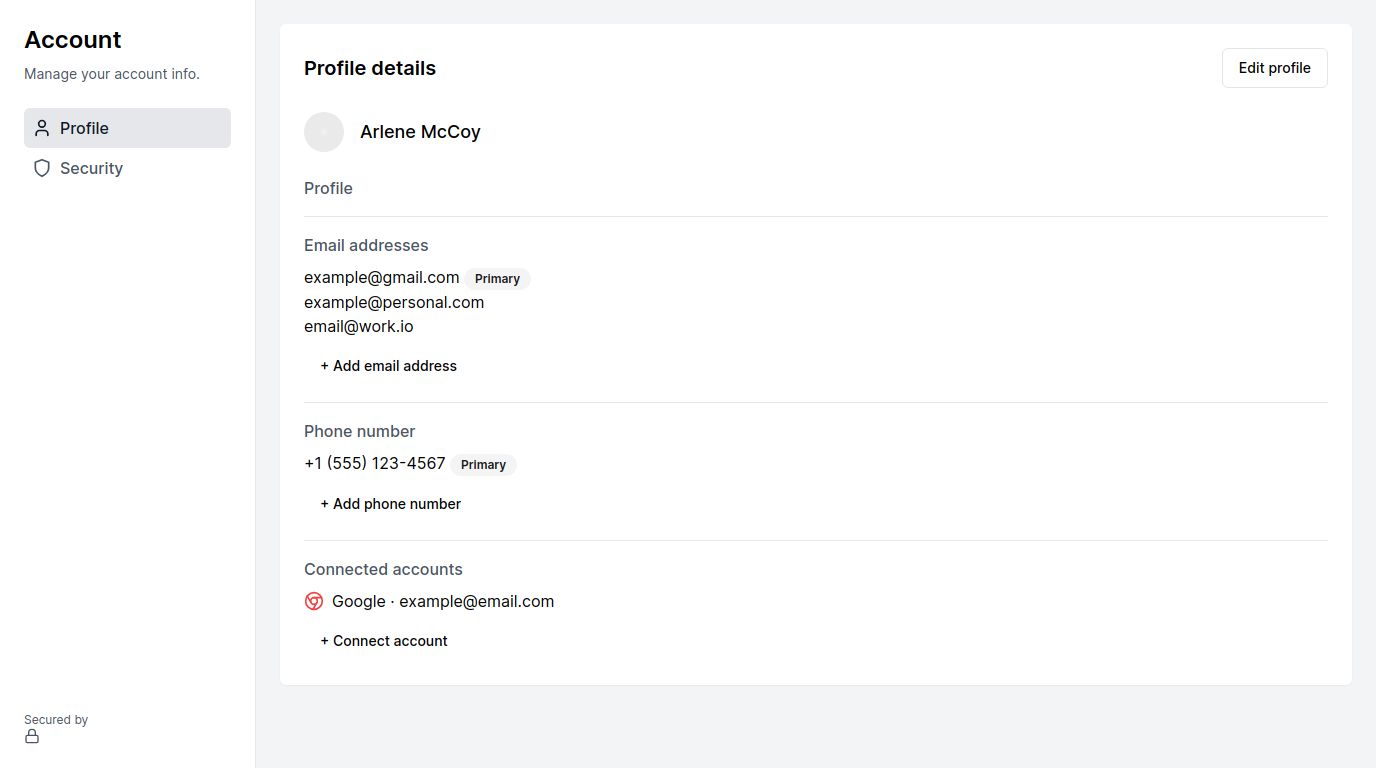 Account
Manage your account info.
Profile
Security
Secured by
Profile details
Edit profile
Arlene McCoy
Profile
Email addresses
example@gmail.com Primary
example@personal.com
email@work.io
+ Add email address
Phone number
+1 (555) 123-4567 Primary
+ Add phone number
Connected accounts
Google · example@email.com
+ Connect account